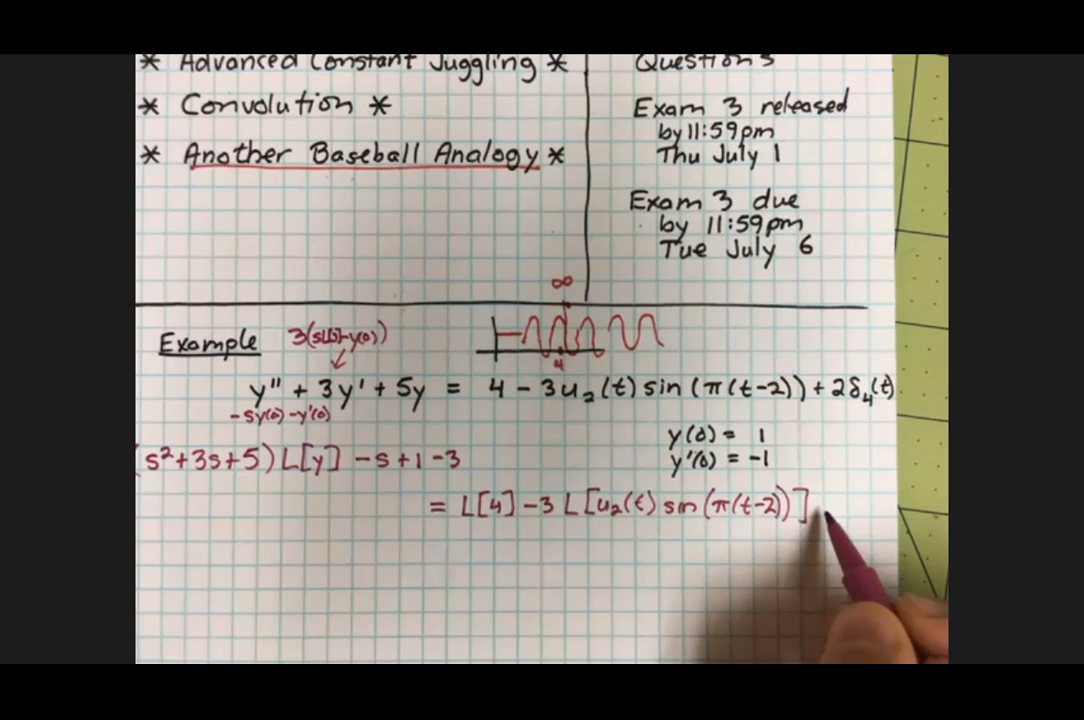 * Advanced Constant Juggling *
* Convolution *
* Another Baseball Analogy *
Questions
Exam 3 released
by 11:59pm
Thu July 1
Exam 3 due
by 11:59pm
Tue July 6
∞
4
Example 3(sL[y]-y(0))
y'' + 3y' + 5y = 4 - 3u₂(t) sin(π(t-2)) + 2δ₄(t)
-sy(0) -y'(0)
y(0) = 1
y'(0) = -1
(s²+3s+5) L[y] -s+1-3
= L[4] -3 L[u₂(t) sin(π(t-2))]